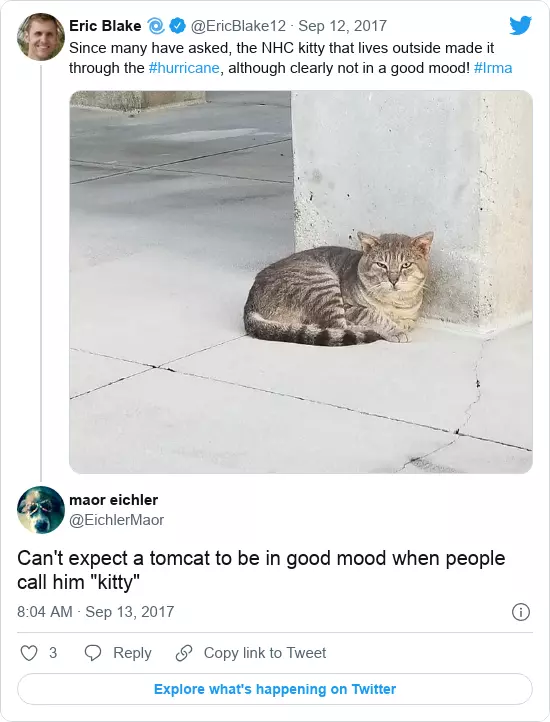 Eric Blake @EricBlake12 · Sep 12, 2017
Since many have asked, the NHC kitty that lives outside made it
through the #hurricane, although clearly not in a good mood! #Irma
maor eichler
@EichlerMaor
Can't expect a tomcat to be in good mood when people
call him "kitty"
8:04 AM · Sep 13, 2017
3 Reply Copy link to Tweet
Explore what's happening on Twitter